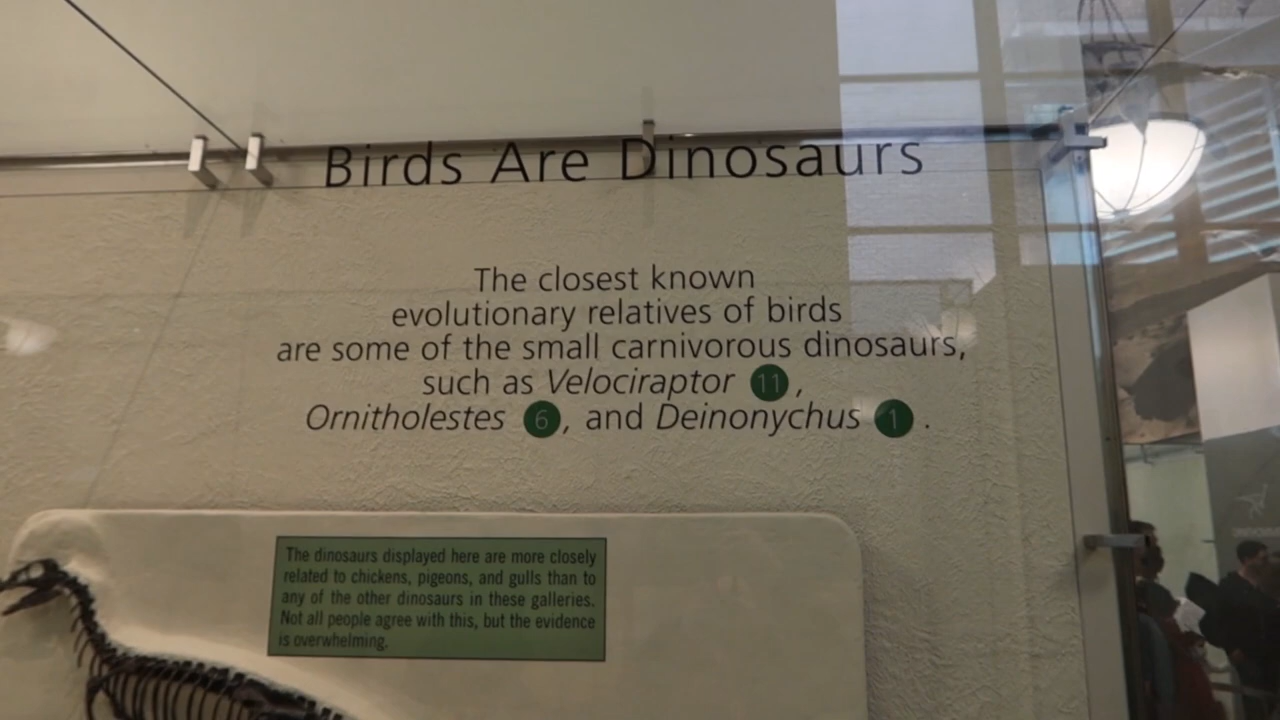 Birds Are Dinosaurs
The closest known
evolutionary relatives of birds
are some of the small carnivorous dinosaurs,
such as Velociraptor 11,
Ornitholestes 6, and Deinonychus 1.
The dinosaurs displayed here are more closely
related to chickens, pigeons, and gulls than to
any of the other dinosaurs in these galleries.
Not all people agree with this, but the evidence
is overwhelming.